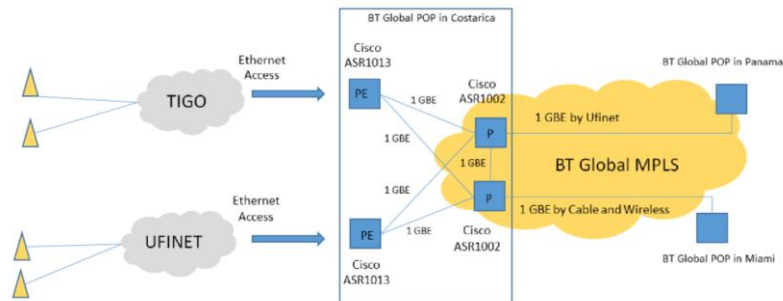 BT Global POP in Costarica
Ethernet
Access
Cisco
ASR1013
TIGO
PE
1 GBE
Cisco
ASR1002
BT Global POP in Panama
P
1 GBE by Ufinet
1 GBE
1 GBE
BT Global MPLS
1 GBE
P
1 GBE by Cable and Wireless
Ethernet
Access
UFINET
PE
1 GBE
Cisco
ASR1002
Cisco
ASR1013
BT Global POP in Miami